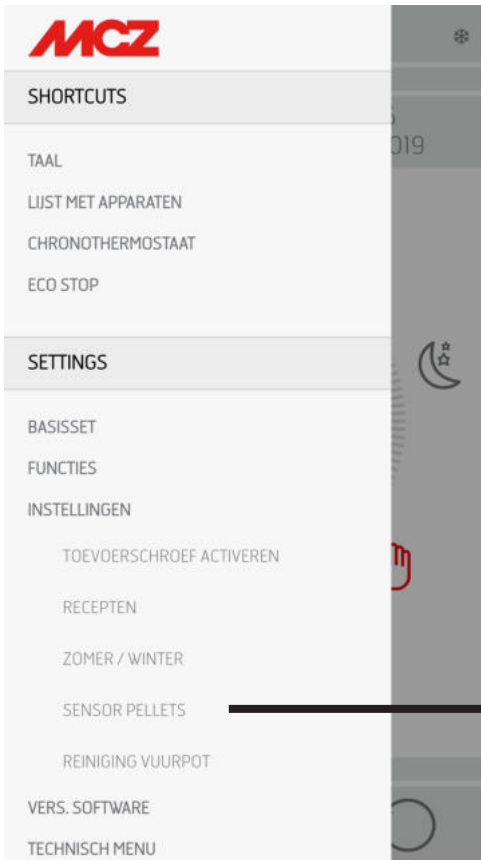 MCZ
SHORTCUTS
TAAL
LIJST MET APPARATEN
CHRONOTHERMOSTAAT
ECO STOP
SETTINGS
BASISSET
FUNCTIES
INSTELLINGEN
TOEVOERSCHROEF ACTIVEREN
RECEPTEN
ZOMER / WINTER
SENSOR PELLETS
REINIGING VUURPOT
VERS. SOFTWARE
TECHNISCH MENU
019